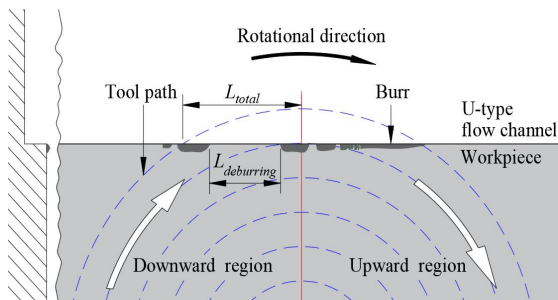 Rotational direction
Tool path
L_total
Burr
U-type
flow channel
Workpiece
L_deburring
Downward region
Upward region